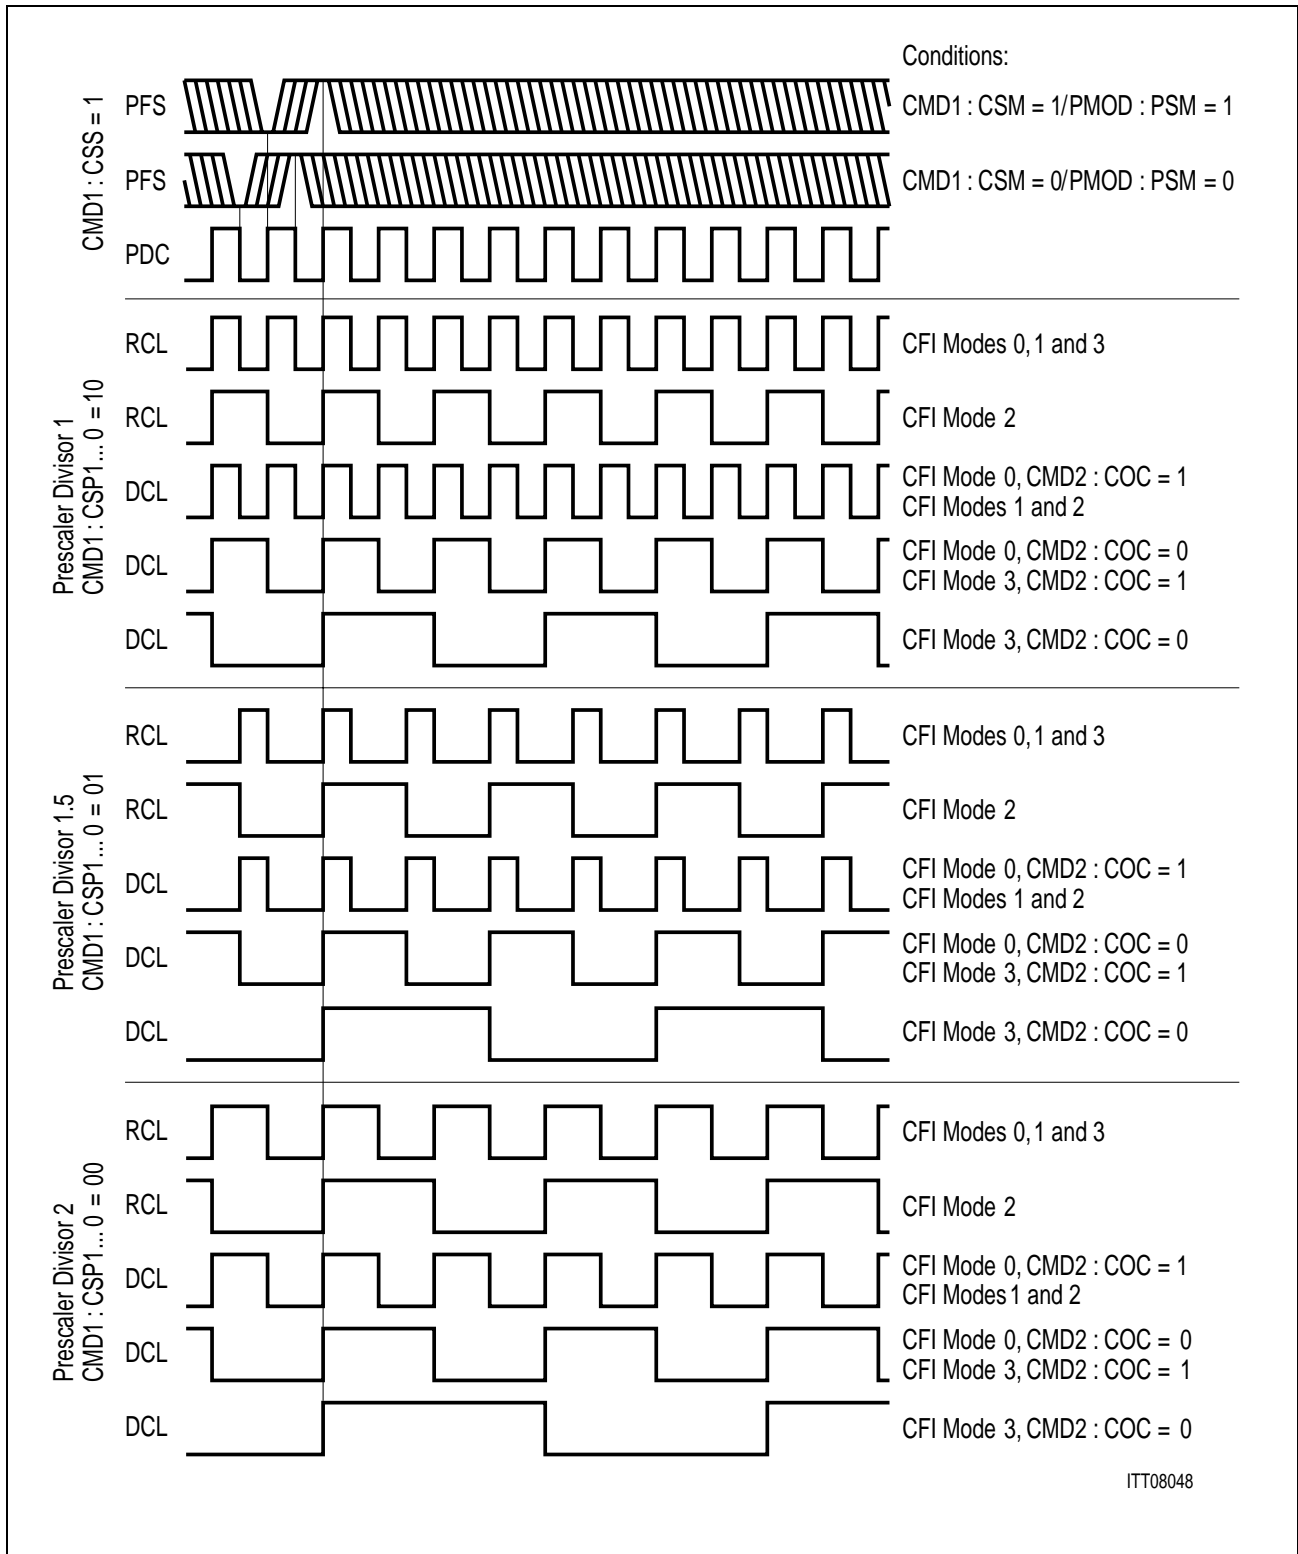 Conditions:
CMD1 : CSS = 1
PFS
CMD1 : CSM = 1/PMOD : PSM = 1
PFS
CMD1 : CSM = 0/PMOD : PSM = 0
PDC
Prescaler Divisor 1
CMD1 : CSP1... 0 = 10
RCL
CFI Modes 0, 1 and 3
RCL
CFI Mode 2
DCL
CFI Mode 0, CMD2 : COC = 1
CFI Modes 1 and 2
DCL
CFI Mode 0, CMD2 : COC = 0
CFI Mode 3, CMD2 : COC = 1
DCL
CFI Mode 3, CMD2 : COC = 0
Prescaler Divisor 1.5
CMD1 : CSP1... 0 = 01
RCL
CFI Modes 0, 1 and 3
RCL
CFI Mode 2
DCL
CFI Mode 0, CMD2 : COC = 1
CFI Modes 1 and 2
DCL
CFI Mode 0, CMD2 : COC = 0
CFI Mode 3, CMD2 : COC = 1
DCL
CFI Mode 3, CMD2 : COC = 0
Prescaler Divisor 2
CMD1 : CSP1... 0 = 00
RCL
CFI Modes 0, 1 and 3
RCL
CFI Mode 2
DCL
CFI Mode 0, CMD2 : COC = 1
CFI Modes 1 and 2
DCL
CFI Mode 0, CMD2 : COC = 0
CFI Mode 3, CMD2 : COC = 1
DCL
CFI Mode 3, CMD2 : COC = 0
ITT08048